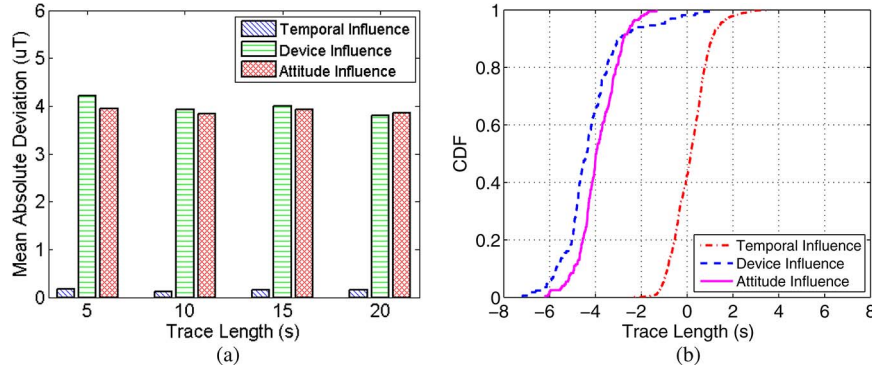 6
5
4
3
2
1
0
Mean Absolute Deviation (uT)
Temporal Influence
Device Influence
Attitude Influence
5 10 15 20
Trace Length (s)
(a)
1
0.8
0.6
0.4
0.2
0
CDF
Temporal Influence
Device Influence
Attitude Influence
−8 −6 −4 −2 0 2 4 6 8
Trace Length (s)
(b)